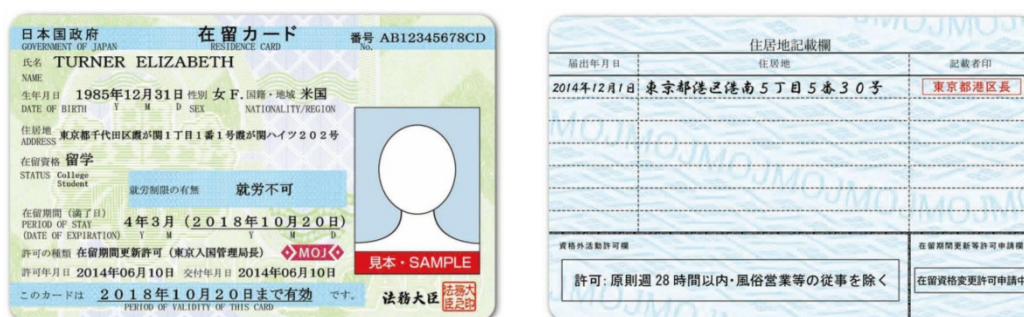 日本国政府 在留カード 番号 AB12345678CD
GOVERNMENT OF JAPAN RESIDENCE CARD No.
氏名 TURNER ELIZABETH
NAME
生年月日 1985年12月31日 性別 女 F. 国籍・地域 米国
DATE OF BIRTH Y M D SEX NATIONALITY/REGION
住居地 東京都千代田区霞が関1丁目1番1号霞が関ハイツ202号
ADDRESS
在留資格 留学
STATUS College
Student
就労制限の有無 就労不可
在留期間(満了日) 4年3月(2018年10月20日)
PERIOD OF STAY
(DATE OF EXPIRATION) Y M Y M D
許可の種類 在留期間更新許可(東京入国管理局長) MOJ
見本・SAMPLE
許可年月日 2014年06月10日 交付年月日 2014年06月10日
このカードは 2018年10月20日まで有効 です。
PERIOD OF VALIDITY OF THIS CARD
法務大臣
住居地記載欄
届出年月日 住居地 記載者印
2014年12月1日 東京都港区港南5丁目5番30号 東京都港区長
MOJMOJMOJMOJMOJ
資格外活動許可欄 在留期間更新等許可申請欄
許可: 原則週28時間以内・風俗営業等の従事を除く
在留資格変更許可申請中